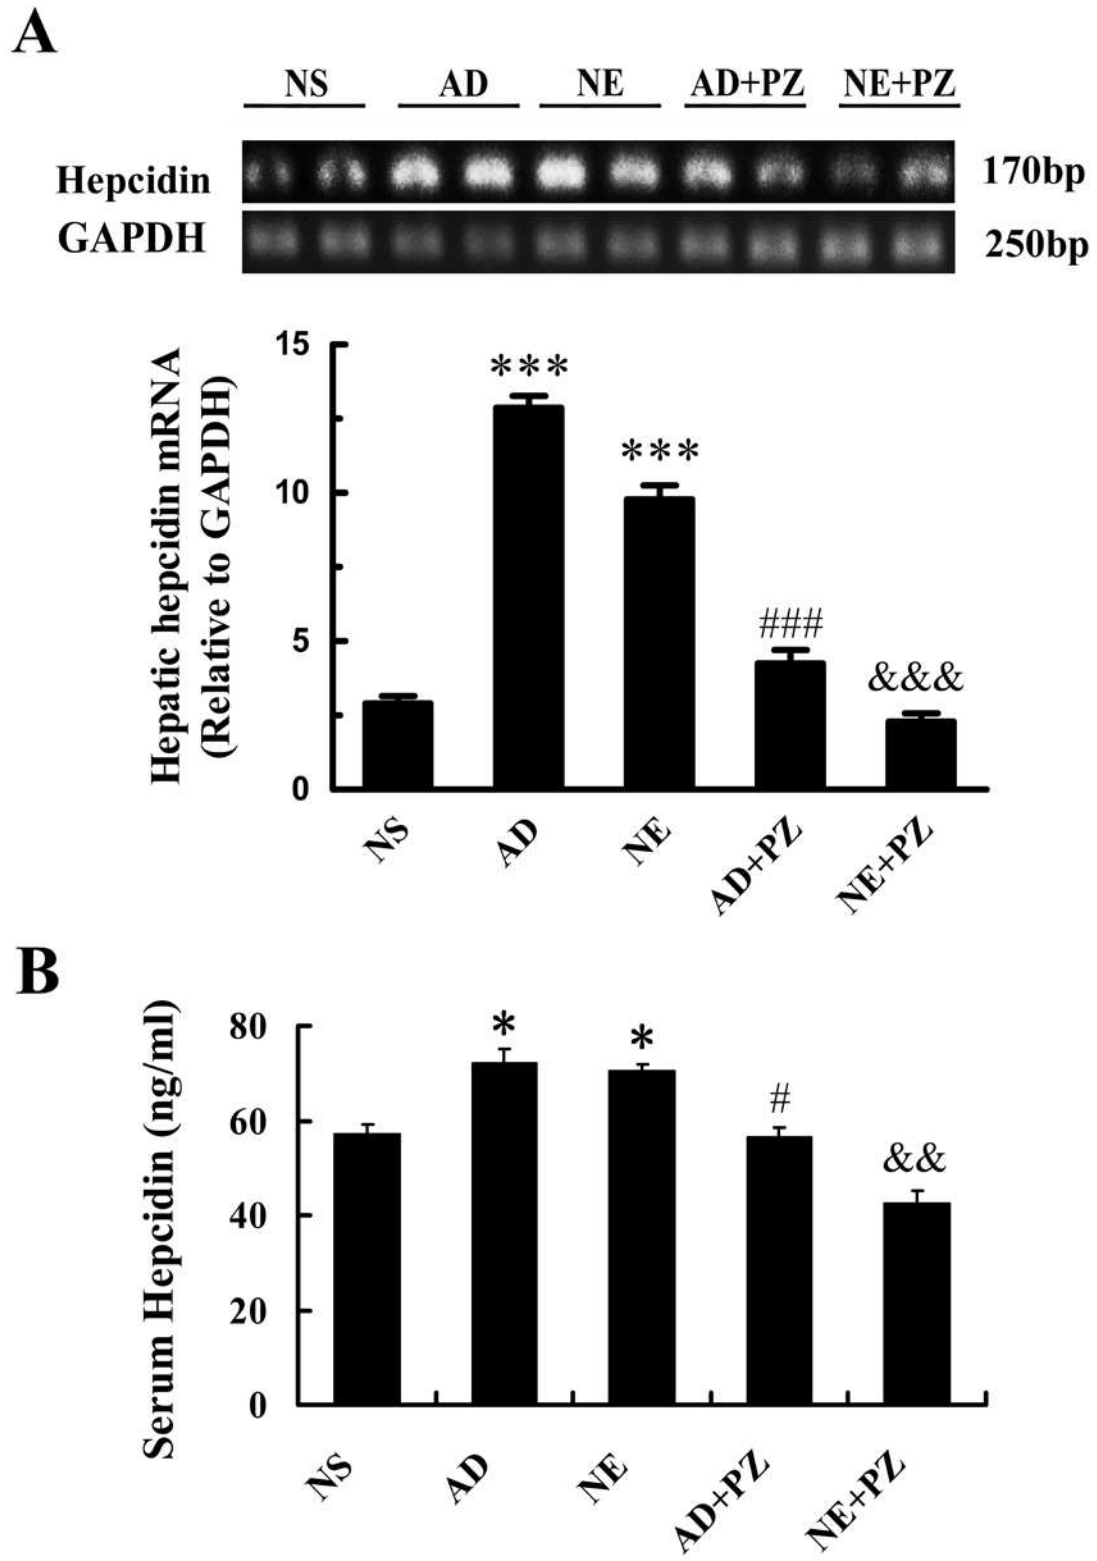 A
NS AD NE AD+PZ NE+PZ
Hepcidin 170bp
GAPDH 250bp
Hepatic hepcidin mRNA
(Relative to GAPDH)
15
10
5
0
***
***
###
&&&
NS AD NE AD+PZ NE+PZ
B
Serum Hepcidin (ng/ml)
80
60
40
20
0
*
*
#
&&
NS AD NE AD+PZ NE+PZ